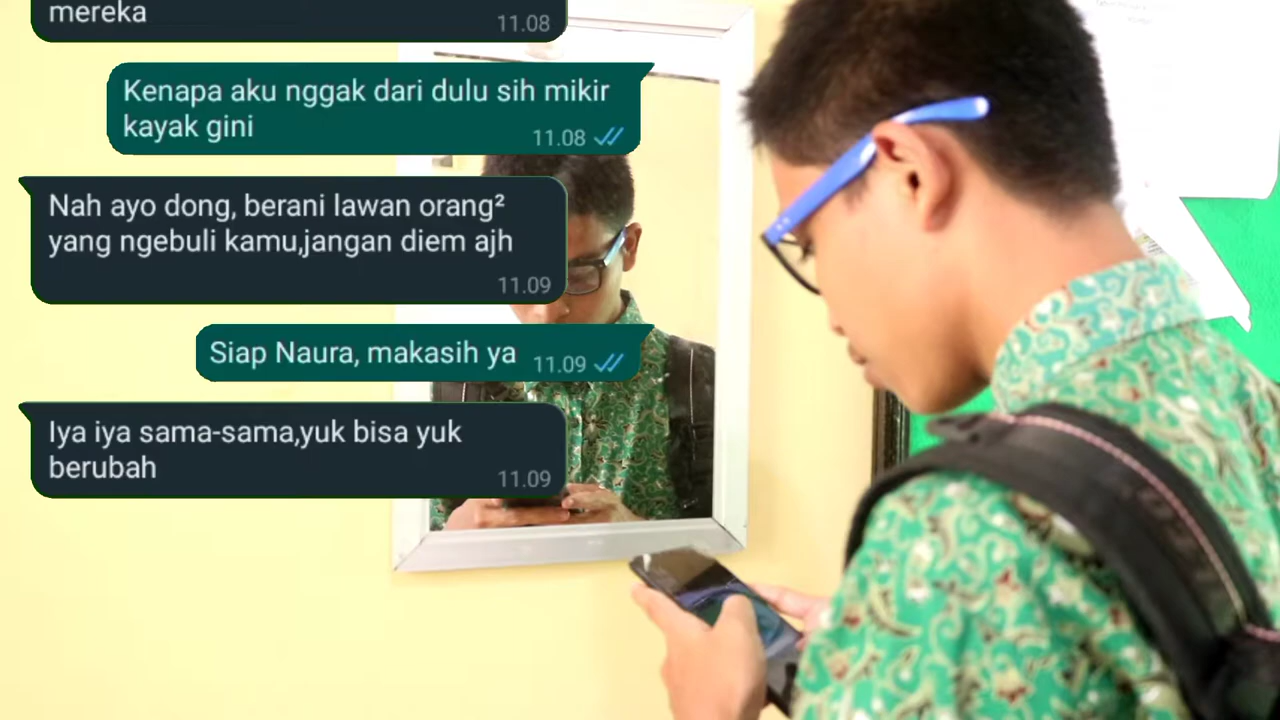 mereka
11.08
Kenapa aku nggak dari dulu sih mikir
kayak gini
11.08
Nah ayo dong, berani lawan orang²
yang ngebuli kamu,jangan diem ajh
11.09
Siap Naura, makasih ya 11.09
Iya iya sama-sama,yuk bisa yuk
berubah
11.09